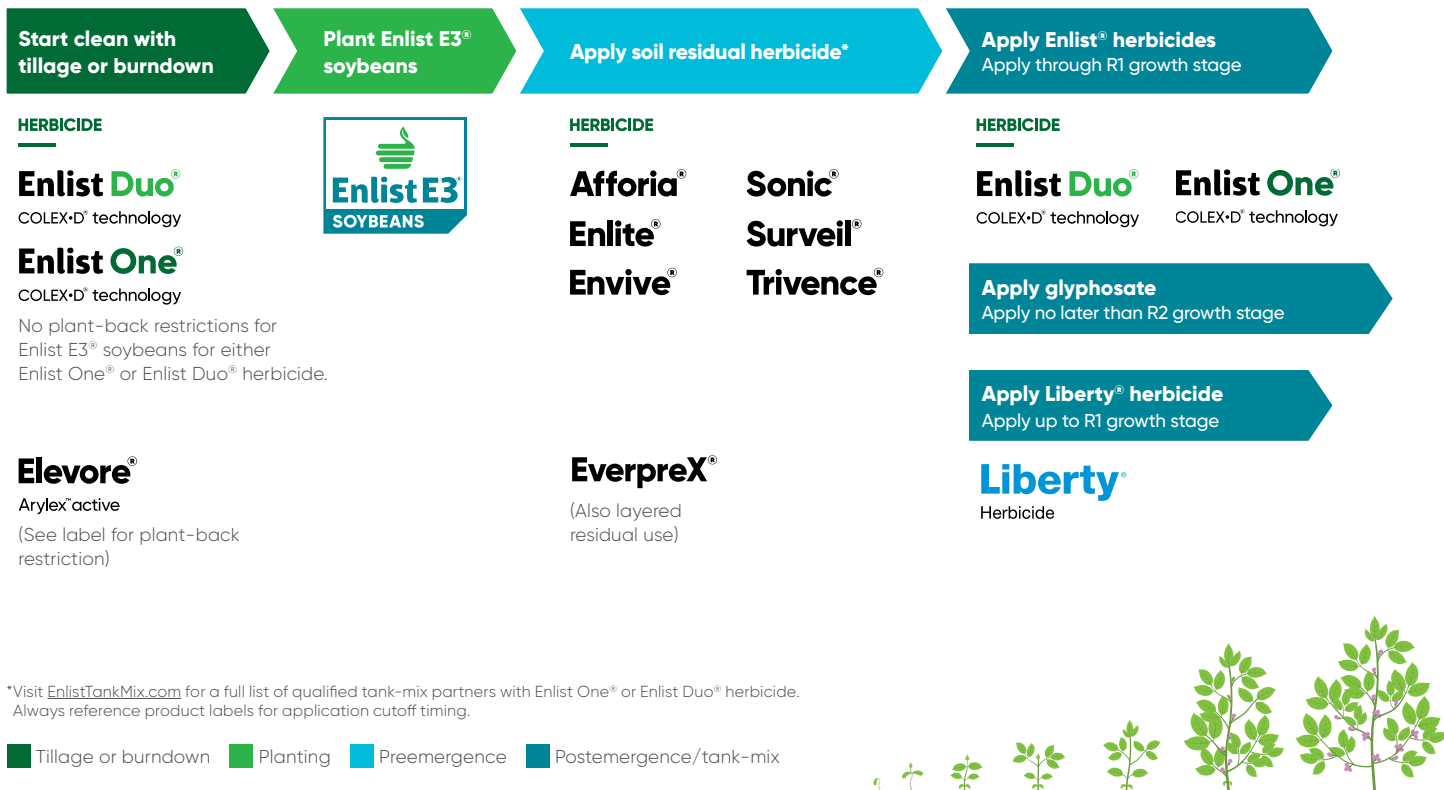 Start clean with
tillage or burndown
Plant Enlist E3®
soybeans
Apply soil residual herbicide*
Apply Enlist® herbicides
Apply through R1 growth stage
HERBICIDE
Enlist Duo®
COLEX•D® technology
Enlist One®
COLEX•D® technology
No plant-back restrictions for
Enlist E3® soybeans for either
Enlist One® or Enlist Duo® herbicide.
Elevore®
Arylex™ active
(See label for plant-back
restriction)
Enlist E3®
SOYBEANS
HERBICIDE
Afforia®
Sonic®
Enlite®
Surveil®
Envive®
Trivence®
EverpreX®
(Also layered
residual use)
HERBICIDE
Enlist Duo®
COLEX•D® technology
Enlist One®
COLEX•D® technology
Apply glyphosate
Apply no later than R2 growth stage
Apply Liberty® herbicide
Apply up to R1 growth stage
Liberty®
Herbicide
*Visit EnlistTankMix.com for a full list of qualified tank-mix partners with Enlist One® or Enlist Duo® herbicide.
Always reference product labels for application cutoff timing.
Tillage or burndown
Planting
Preemergence
Postemergence/tank-mix